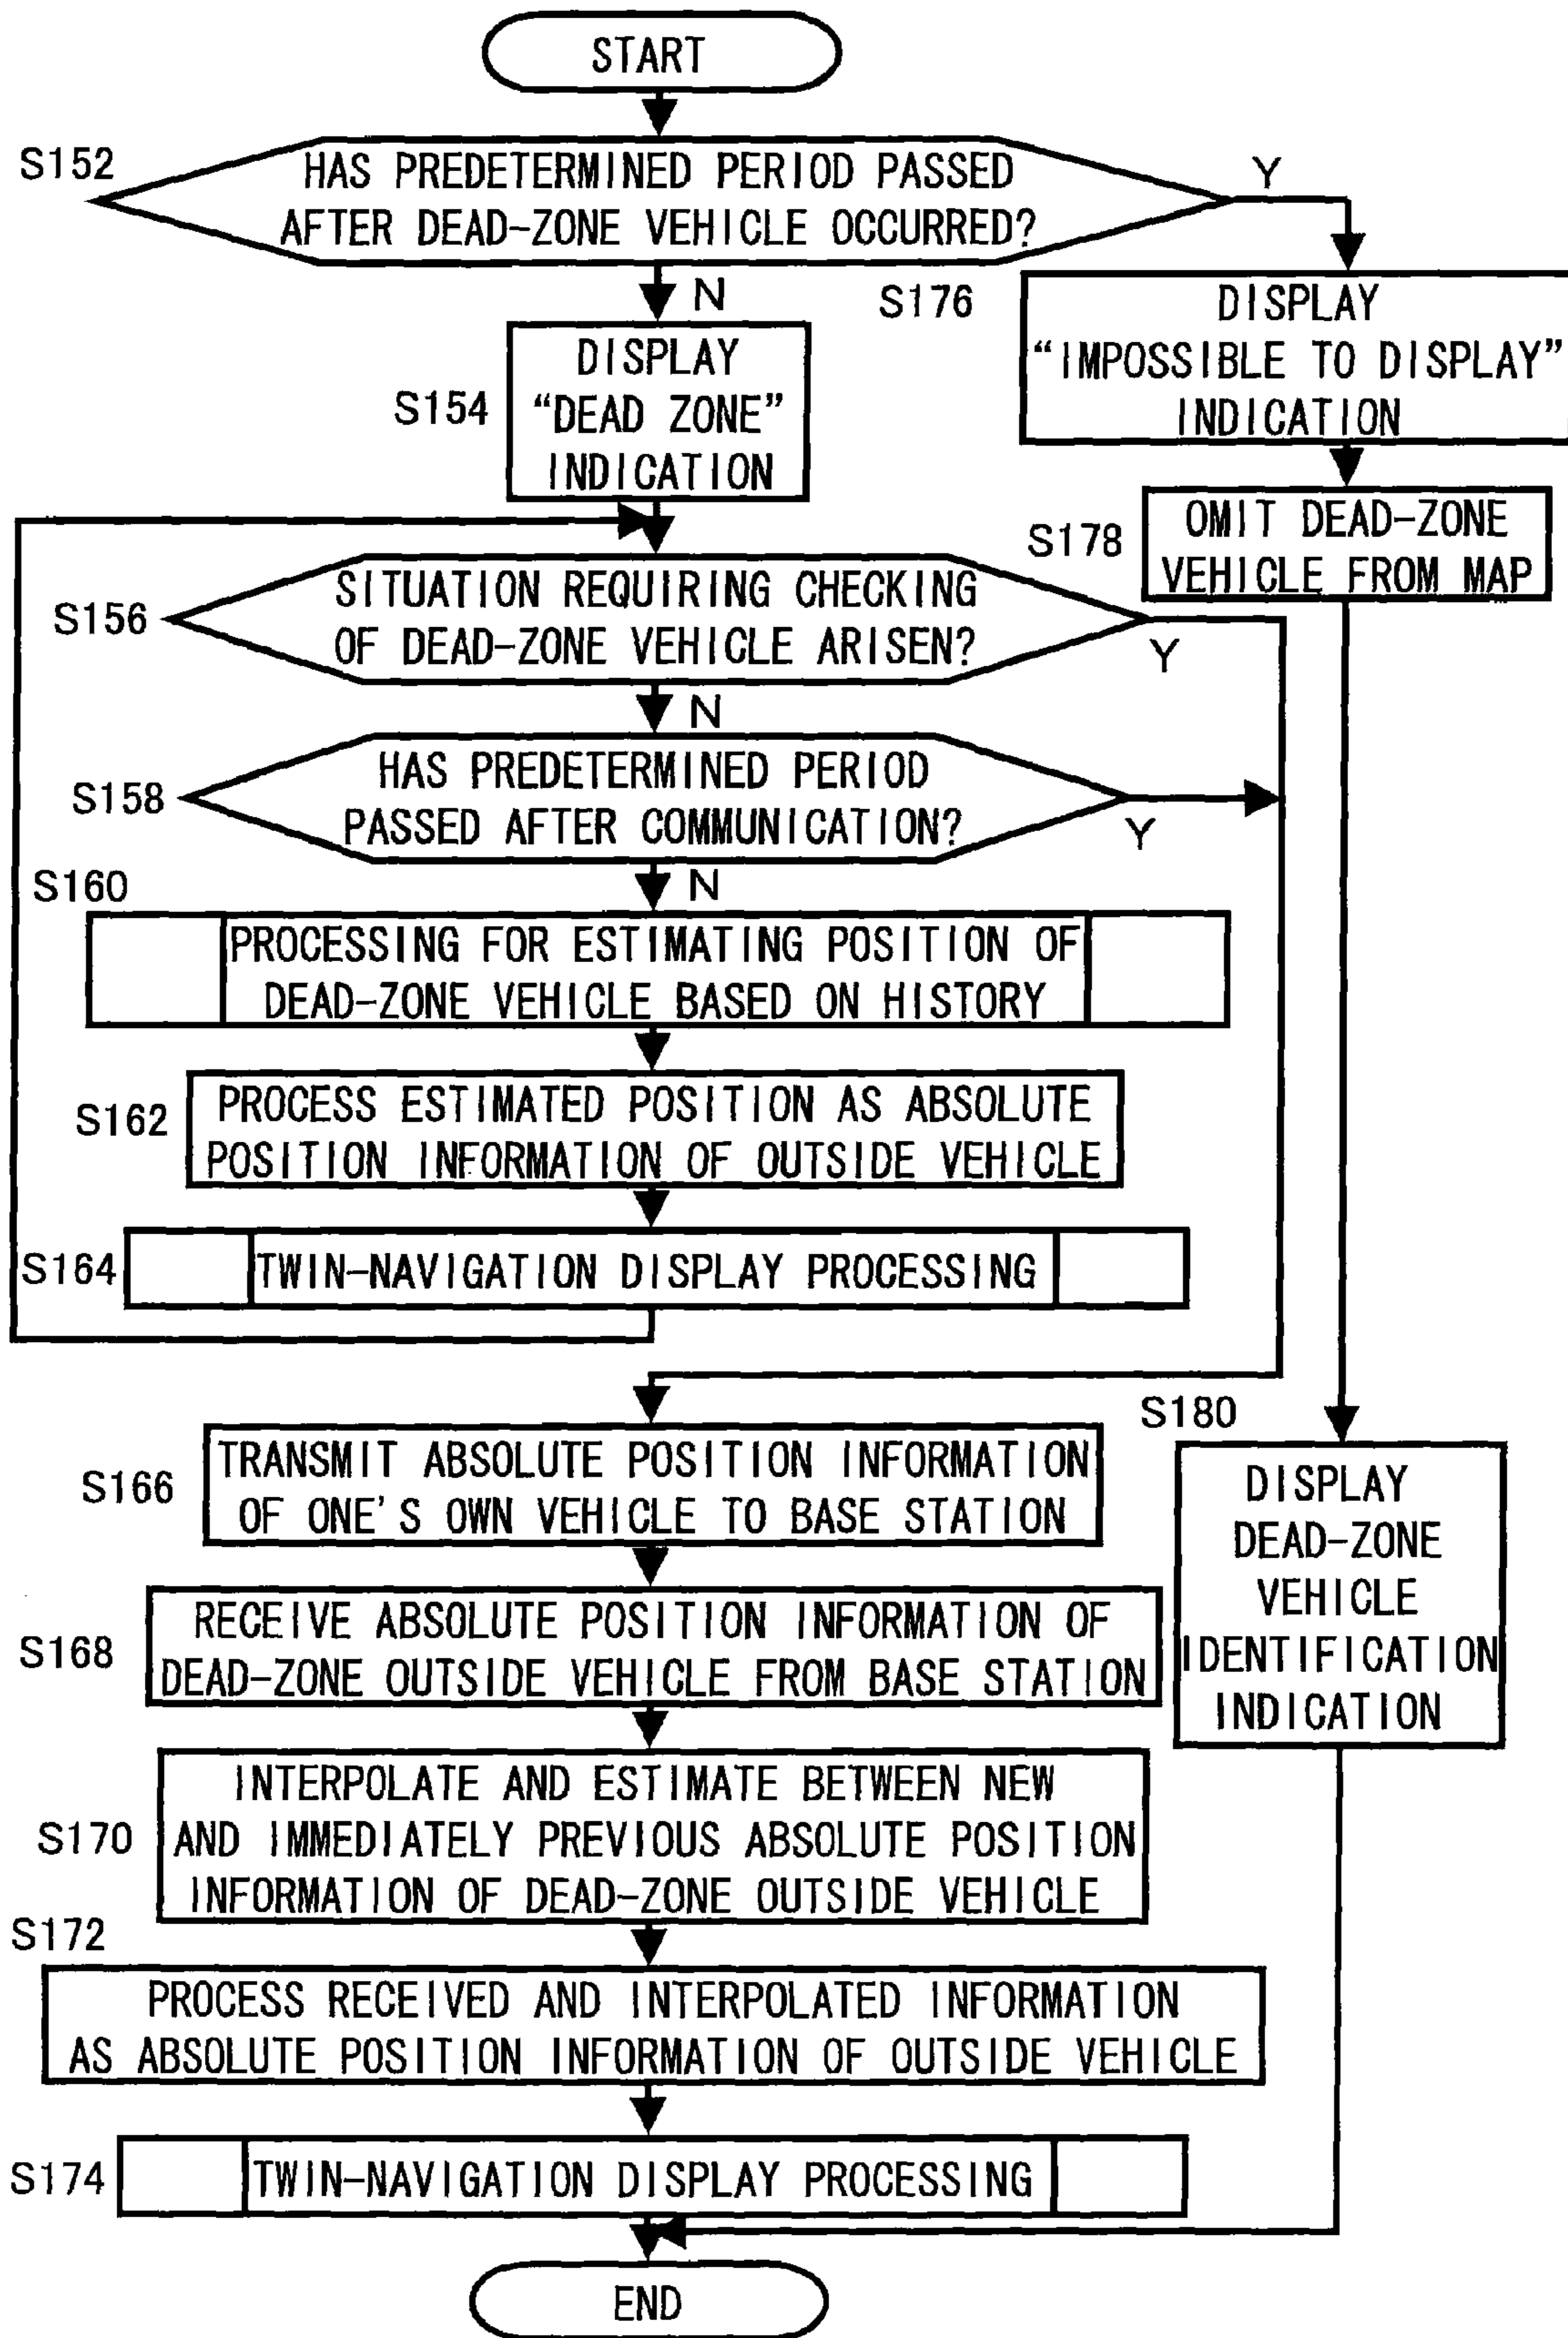 START
S152
HAS PREDETERMINED PERIOD PASSED
AFTER DEAD-ZONE VEHICLE OCCURRED?
Y
N
S176
DISPLAY
“IMPOSSIBLE TO DISPLAY”
INDICATION
S154
DISPLAY
“DEAD ZONE”
INDICATION
S178
OMIT DEAD-ZONE
VEHICLE FROM MAP
S156
SITUATION REQUIRING CHECKING
OF DEAD-ZONE VEHICLE ARISEN?
Y
N
S158
HAS PREDETERMINED PERIOD
PASSED AFTER COMMUNICATION?
Y
N
S160
PROCESSING FOR ESTIMATING POSITION OF
DEAD-ZONE VEHICLE BASED ON HISTORY
S162
PROCESS ESTIMATED POSITION AS ABSOLUTE
POSITION INFORMATION OF OUTSIDE VEHICLE
S164
TWIN-NAVIGATION DISPLAY PROCESSING
S166
TRANSMIT ABSOLUTE POSITION INFORMATION
OF ONE'S OWN VEHICLE TO BASE STATION
S180
DISPLAY
DEAD-ZONE
VEHICLE
IDENTIFICATION
INDICATION
S168
RECEIVE ABSOLUTE POSITION INFORMATION OF
DEAD-ZONE OUTSIDE VEHICLE FROM BASE STATION
S170
INTERPOLATE AND ESTIMATE BETWEEN NEW
AND IMMEDIATELY PREVIOUS ABSOLUTE POSITION
INFORMATION OF DEAD-ZONE OUTSIDE VEHICLE
S172
PROCESS RECEIVED AND INTERPOLATED INFORMATION
AS ABSOLUTE POSITION INFORMATION OF OUTSIDE VEHICLE
S174
TWIN-NAVIGATION DISPLAY PROCESSING
END